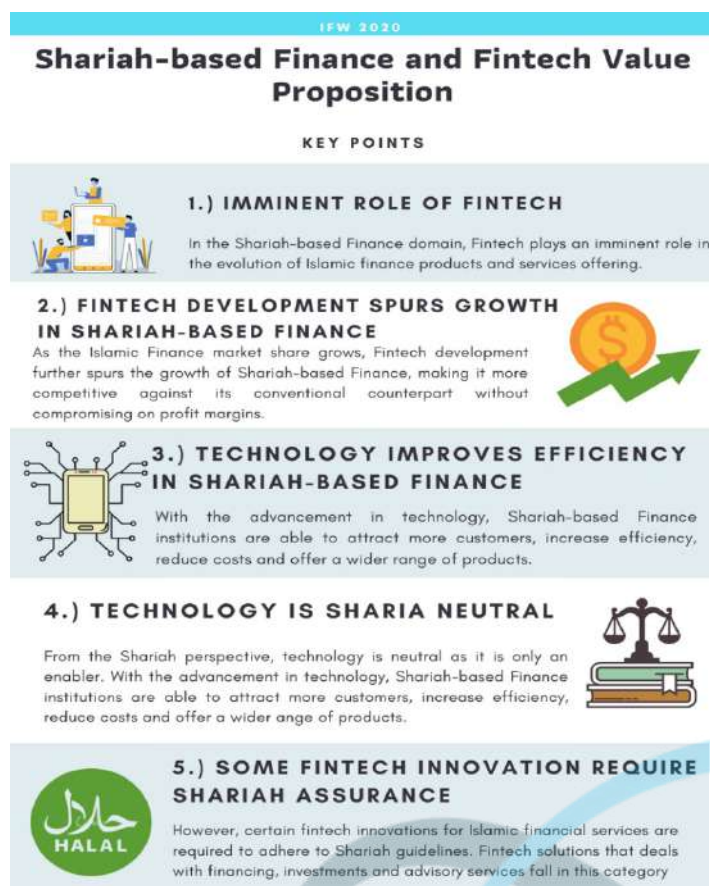 IFW 2020
Shariah-based Finance and Fintech Value
Proposition
KEY POINTS
1.) IMMINENT ROLE OF FINTECH
In the Shariah-based Finance domain, Fintech plays an imminent role in
the evolution of Islamic finance products and services offering.
2.) FINTECH DEVELOPMENT SPURS GROWTH
IN SHARIAH-BASED FINANCE
As the Islamic Finance market share grows, Fintech development
further spurs the growth of Shariah-based Finance, making it more
competitive against its conventional counterpart without
compromising on profit margins.
3.) TECHNOLOGY IMPROVES EFFICIENCY
IN SHARIAH-BASED FINANCE
With the advancement in technology, Shariah-based Finance
institutions are able to attract more customers, increase efficiency,
reduce costs and offer a wider range of products.
4.) TECHNOLOGY IS SHARIA NEUTRAL
From the Shariah perspective, technology is neutral as it is only an
enabler. With the advancement in technology, Shariah-based Finance
institutions are able to attract more customers, increase efficiency,
reduce costs and offer a wider ange of products.
5.) SOME FINTECH INNOVATION REQUIRE
SHARIAH ASSURANCE
حلال
HALAL
However, certain fintech innovations for Islamic financial services are
required to adhere to Shariah guidelines. Fintech solutions that deals
with financing, investments and advisory services fall in this category